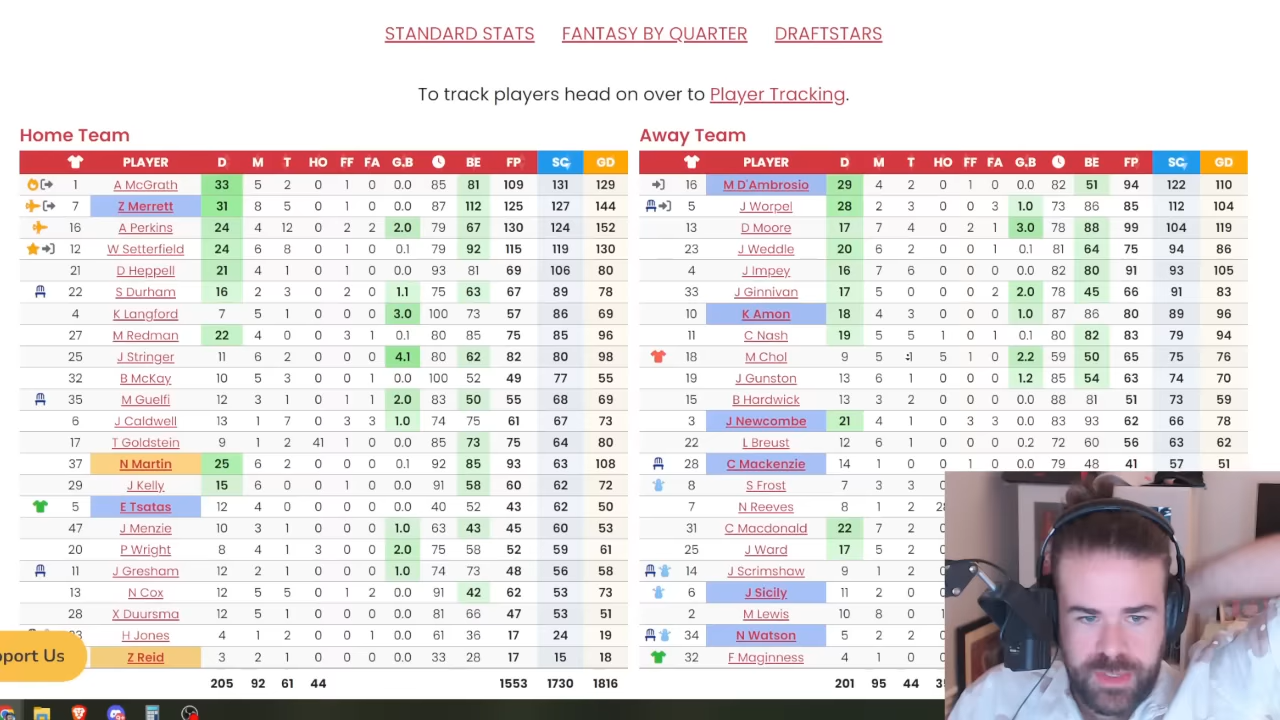 STANDARD STATS FANTASY BY QUARTER DRAFTSTARS
To track players head on over to Player Tracking.
Home Team
PLAYER D M T HO FF FA G.B BE FP SC GD
1 A McGrath 33 5 2 0 1 0 0.0 85 81 109 131 129
7 Z Merrett 31 8 5 0 1 0 0.0 87 112 125 127 144
16 A Perkins 24 4 12 0 2 2 2.0 79 67 130 124 152
12 W Setterfield 24 6 8 0 1 0 0.1 79 92 115 119 130
21 D Heppell 21 4 1 0 1 0 0.0 93 81 69 106 80
22 S Durham 16 2 3 0 2 0 1.1 75 63 67 89 78
4 K Langford 7 5 1 0 0 0 3.0 100 73 57 86 69
27 M Redman 22 4 0 0 3 1 0.1 80 85 75 85 96
25 J Stringer 11 6 2 0 0 0 4.1 80 62 82 80 98
32 B McKay 10 5 3 0 0 1 0.0 100 52 49 77 55
35 M Guelfi 12 3 1 0 1 1 2.0 83 50 55 68 69
6 J Caldwell 13 1 7 0 3 3 1.0 74 75 61 67 73
17 T Goldstein 9 1 2 41 1 0 0.0 85 73 75 64 80
37 N Martin 25 6 2 0 0 0 0.1 92 85 93 63 108
29 J Kelly 15 6 0 0 1 0 0.0 91 58 60 62 72
5 E Tsatas 12 4 0 0 0 0 0.0 40 52 43 62 50
47 J Menzie 10 3 1 0 0 0 1.0 63 43 45 60 53
20 P Wright 8 4 1 3 0 0 2.0 75 58 52 59 61
11 J Gresham 12 2 1 0 0 0 1.0 74 73 48 56 58
13 N Cox 12 5 5 0 1 2 0.0 91 42 62 53 73
28 X Duursma 12 5 1 0 0 0 0.0 81 66 47 53 51
H Jones 4 1 2 0 0 1 0.0 61 36 17 24 19
Z Reid 3 2 1 0 0 0 0.0 33 28 17 15 18
205 92 61 44 1553 1730 1816
Away Team
PLAYER D M T HO FF FA G.B BE FP SC GD
16 M D'Ambrosio 29 4 2 0 1 0 0.0 82 51 94 122 110
5 J Worpel 28 2 3 0 0 3 1.0 73 86 85 112 104
13 D Moore 17 7 4 0 2 1 3.0 78 88 99 104 119
23 J Weddle 20 6 2 0 0 1 0.1 81 64 75 94 86
4 J Impey 16 7 6 0 0 0 0.0 82 80 91 93 105
33 J Ginnivan 17 5 0 0 0 2 2.0 78 45 66 91 83
10 K Amon 18 4 3 0 1 0 1.0 87 86 80 89 96
11 C Nash 19 5 5 0 1 0 0.1 80 82 83 79 94
18 M Chol 9 5 1 5 1 0 2.2 59 50 65 75 76
19 J Gunston 13 6 1 0 0 0 1.2 85 54 63 74 70
15 B Hardwick 13 3 2 0 0 0 0.0 88 81 51 73 59
3 J Newcombe 21 4 1 0 3 3 0.0 83 93 62 66 78
22 L Breust 12 6 1 0 0 0 0.2 72 60 56 63 62
28 C Mackenzie 14 1 0 0 0 0 0.0 79 48 41 57 51
8 S Frost 7 3 3
7 N Reeves 8 1 2
31 C Macdonald 22 7 2
25 J Ward 17 5 2
14 J Scrimshaw 9 1 2
6 J Sicily 11 2 0
2 M Lewis 10 8 0
34 N Watson 5 2 2
32 F Maginness 4 1 0
201 95 44
pport Us